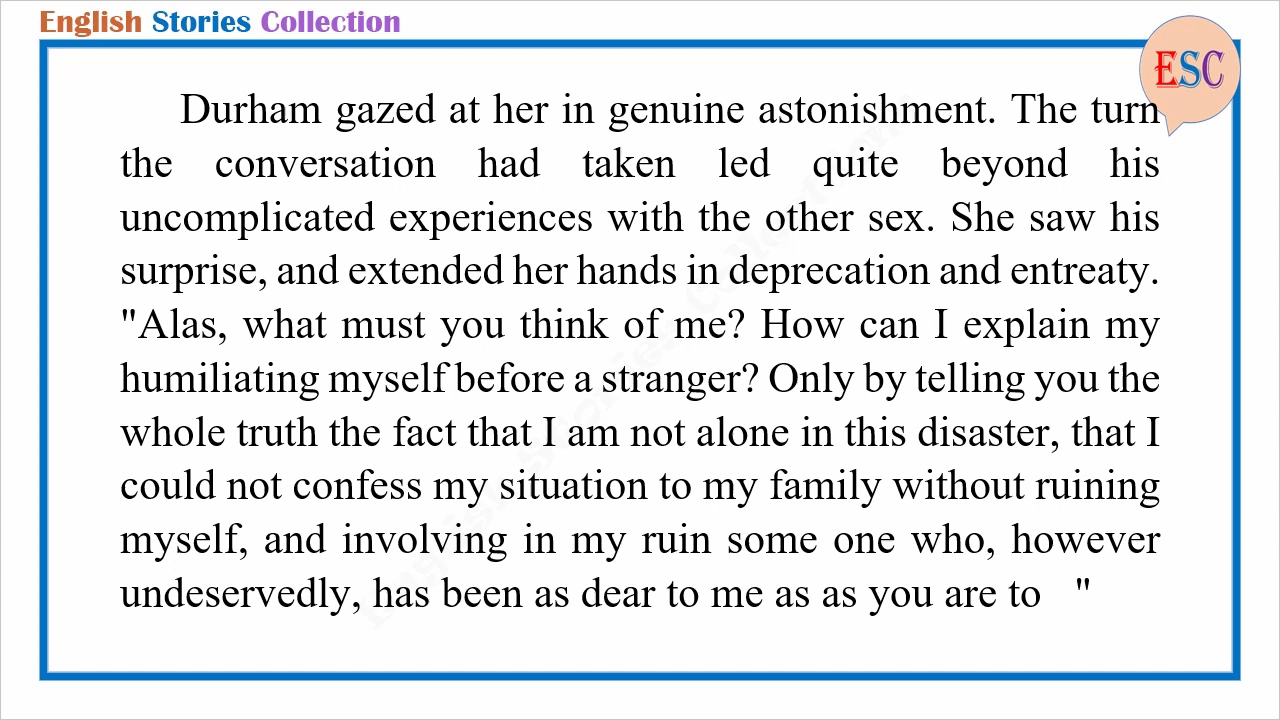 English Stories Collection
ESC
Durham gazed at her in genuine astonishment. The turn
the conversation had taken led quite beyond his
uncomplicated experiences with the other sex. She saw his
surprise, and extended her hands in deprecation and entreaty.
"Alas, what must you think of me? How can I explain my
humiliating myself before a stranger? Only by telling you the
whole truth the fact that I am not alone in this disaster, that I
could not confess my situation to my family without ruining
myself, and involving in my ruin some one who, however
undeservedly, has been as dear to me as as you are to "
English Stories Collection